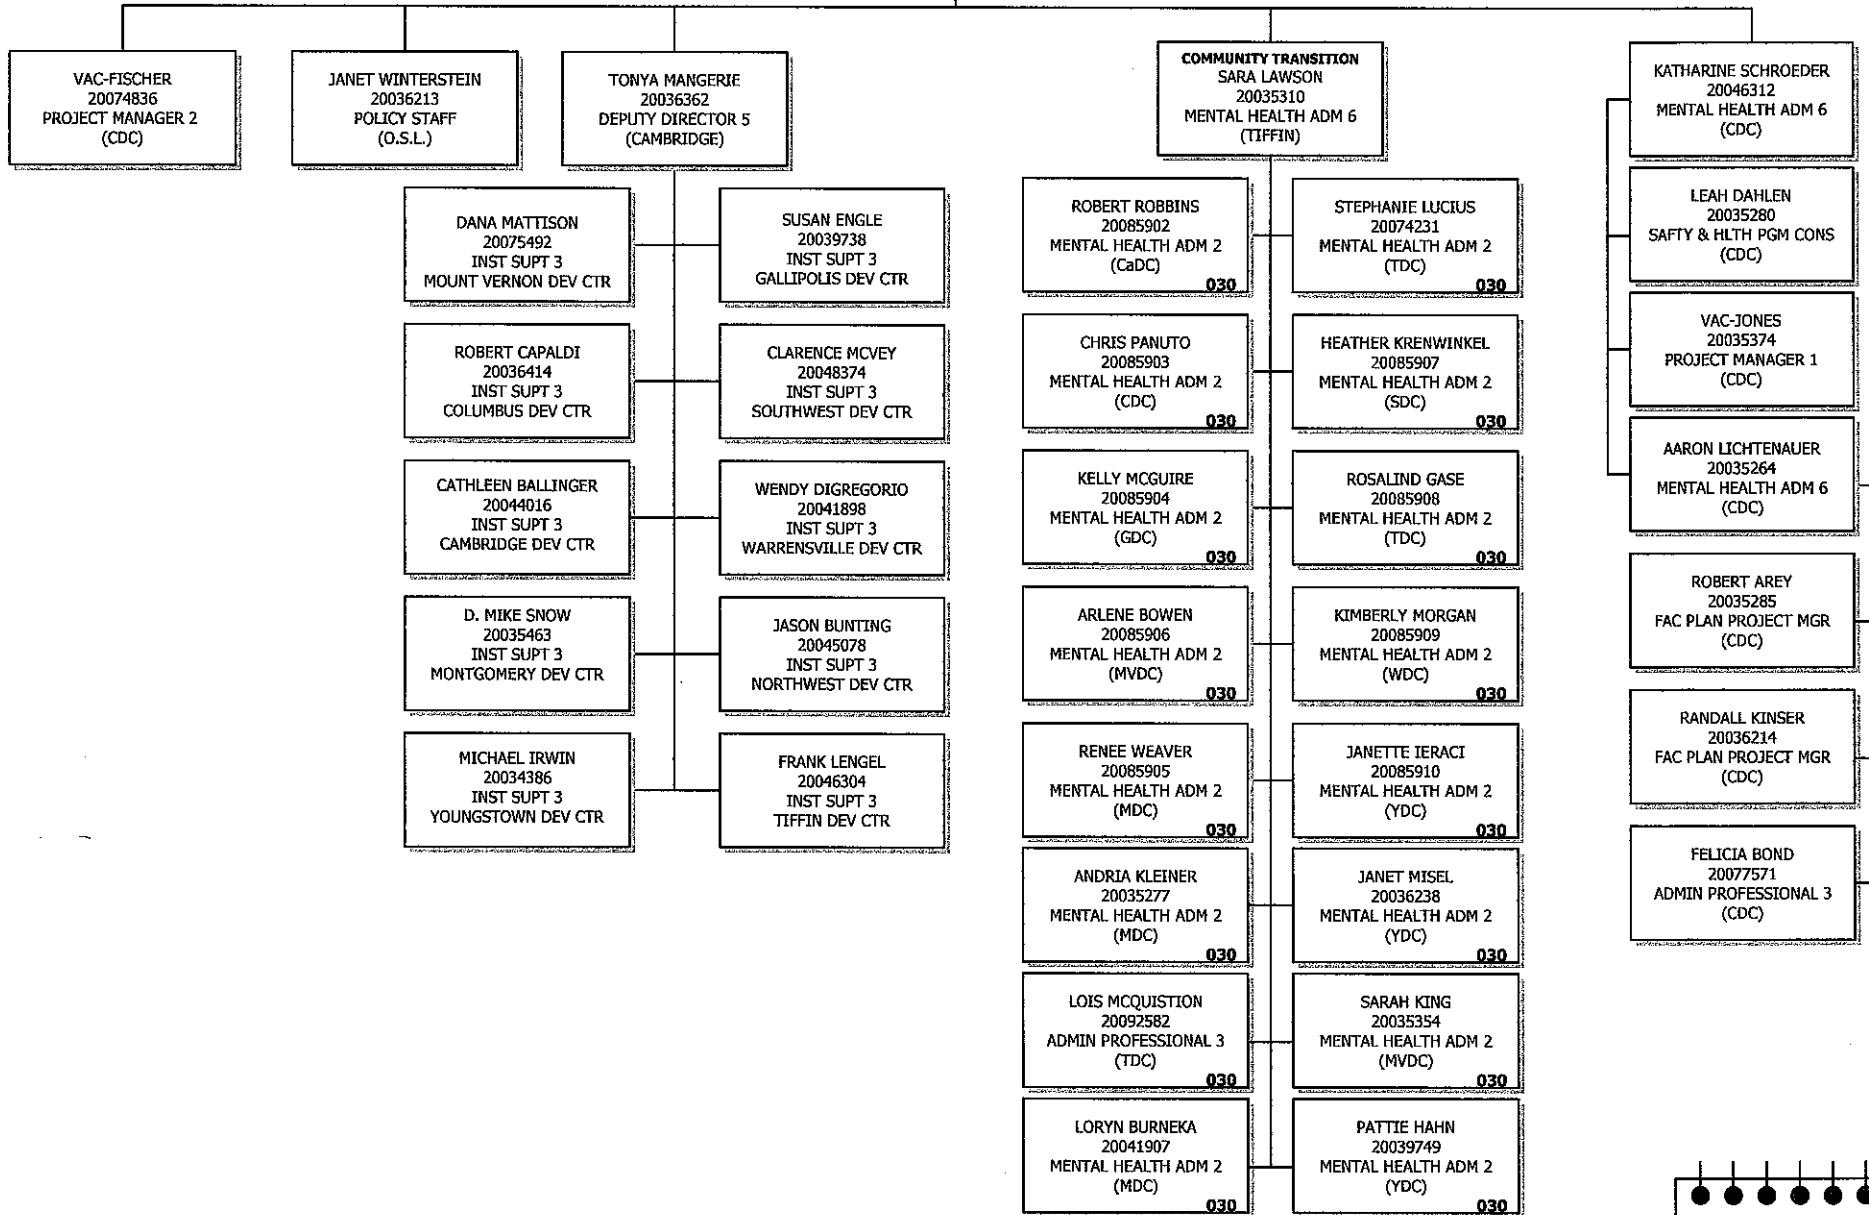 VAC-FISCHER
20074836
PROJECT MANAGER 2
(CDC)
JANET WINTERSTEIN
20036213
POLICY STAFF
(O.S.L.)
TONYA MANGERIE
20036362
DEPUTY DIRECTOR 5
(CAMBRIDGE)
DANA MATTISON
20075492
INST SUPT 3
MOUNT VERNON DEV CTR
SUSAN ENGLE
20039738
INST SUPT 3
GALLIPOLIS DEV CTR
ROBERT CAPALDI
20036414
INST SUPT 3
COLUMBUS DEV CTR
CLARENCE MCVEY
20048374
INST SUPT 3
SOUTHWEST DEV CTR
CATHLEEN BALLINGER
20044016
INST SUPT 3
CAMBRIDGE DEV CTR
WENDY DIGREGORIO
20041898
INST SUPT 3
WARRENSVILLE DEV CTR
D. MIKE SNOW
20035463
INST SUPT 3
MONTGOMERY DEV CTR
JASON BUNTING
20045078
INST SUPT 3
NORTHWEST DEV CTR
MICHAEL IRWIN
20034386
INST SUPT 3
YOUNGSTOWN DEV CTR
FRANK LENGEL
20046304
INST SUPT 3
TIFFIN DEV CTR
COMMUNITY TRANSITION
SARA LAWSON
20035310
MENTAL HEALTH ADM 6
(TIFFIN)
ROBERT ROBBINS
20085902
MENTAL HEALTH ADM 2
(CaDC)
030
STEPHANIE LUCIUS
20074231
MENTAL HEALTH ADM 2
(TDC)
030
CHRIS PANUTO
20085903
MENTAL HEALTH ADM 2
(CDC)
030
HEATHER KRENWINKEL
20085907
MENTAL HEALTH ADM 2
(SDC)
030
KELLY MCGUIRE
20085904
MENTAL HEALTH ADM 2
(GDC)
030
ROSALIND GASE
20085908
MENTAL HEALTH ADM 2
(TDC)
030
ARLENE BOWEN
20085906
MENTAL HEALTH ADM 2
(MVDC)
030
KIMBERLY MORGAN
20085909
MENTAL HEALTH ADM 2
(WDC)
030
RENEE WEAVER
20085905
MENTAL HEALTH ADM 2
(MDC)
030
JANETTE IERACI
20085910
MENTAL HEALTH ADM 2
(YDC)
030
ANDRIA KLEINER
20035277
MENTAL HEALTH ADM 2
(MDC)
030
JANET MISEL
20036238
MENTAL HEALTH ADM 2
(YDC)
030
LOIS MCQUISTION
20092582
ADMIN PROFESSIONAL 3
(TDC)
030
SARAH KING
20035354
MENTAL HEALTH ADM 2
(MVDC)
030
LORYN BURNEKA
20041907
MENTAL HEALTH ADM 2
(MDC)
030
PATTIE HAHN
20039749
MENTAL HEALTH ADM 2
(YDC)
030
KATHARINE SCHROEDER
20046312
MENTAL HEALTH ADM 6
(CDC)
LEAH DAHLEN
20035280
SAFTY & HLTH PGM CONS
(CDC)
VAC-JONES
20035374
PROJECT MANAGER 1
(CDC)
AARON LICHTENAUER
20035264
MENTAL HEALTH ADM 6
(CDC)
ROBERT AREY
20035285
FAC PLAN PROJECT MGR
(CDC)
RANDALL KINSER
20036214
FAC PLAN PROJECT MGR
(CDC)
FELICIA BOND
20077571
ADMIN PROFESSIONAL 3
(CDC)